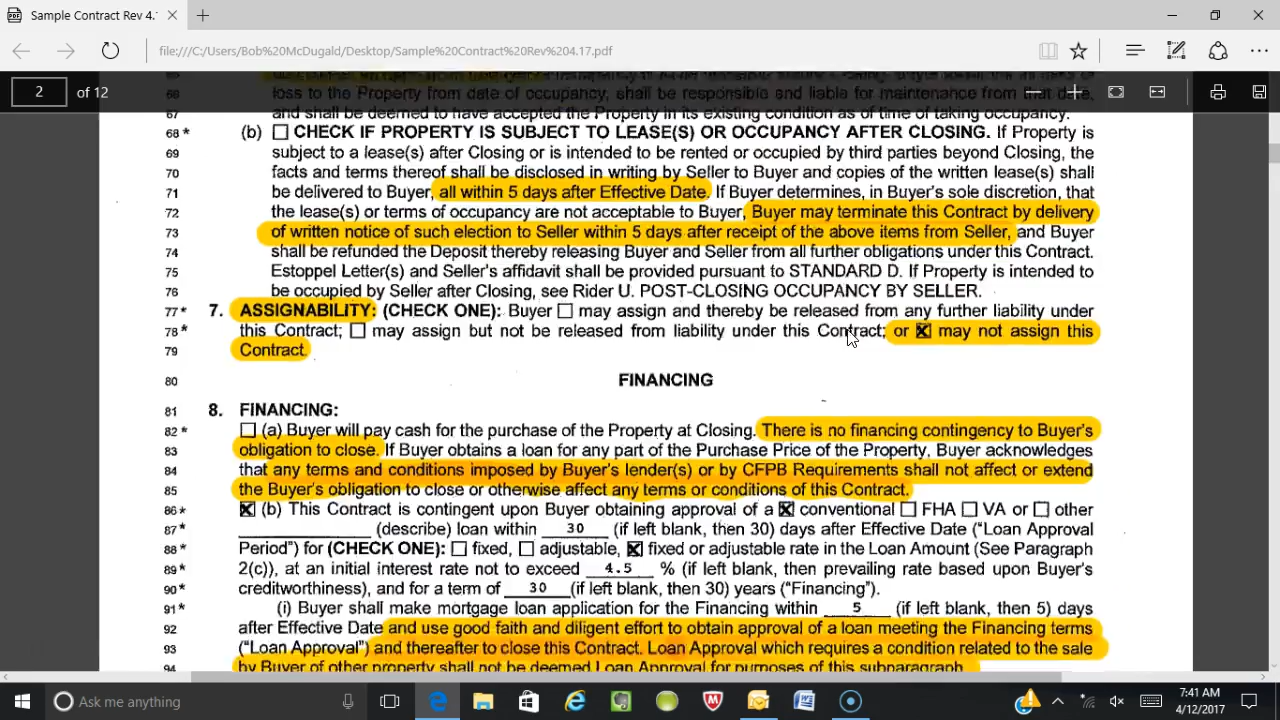 Sample Contract Rev 4.
file:///C:/Users/Bob%20McDugald/Desktop/Sample%20Contract%20Rev%204.17.pdf
2 of 12
66 loss to the Property from date of occupancy, shall be responsible and liable for maintenance from that date,
67 and shall be deemed to have accepted the Property in its existing condition as of time of taking occupancy.
68* (b) ☐ CHECK IF PROPERTY IS SUBJECT TO LEASE(S) OR OCCUPANCY AFTER CLOSING. If Property is
69 subject to a lease(s) after Closing or is intended to be rented or occupied by third parties beyond Closing, the
70 facts and terms thereof shall be disclosed in writing by Seller to Buyer and copies of the written lease(s) shall
71 be delivered to Buyer, all within 5 days after Effective Date. If Buyer determines, in Buyer's sole discretion, that
72 the lease(s) or terms of occupancy are not acceptable to Buyer, Buyer may terminate this Contract by delivery
73 of written notice of such election to Seller within 5 days after receipt of the above items from Seller, and Buyer
74 shall be refunded the Deposit thereby releasing Buyer and Seller from all further obligations under this Contract.
75 Estoppel Letter(s) and Seller's affidavit shall be provided pursuant to STANDARD D. If Property is intended to
76 be occupied by Seller after Closing, see Rider U. POST-CLOSING OCCUPANCY BY SELLER.
77* 7. ASSIGNABILITY: (CHECK ONE): Buyer ☐ may assign and thereby be released from any further liability under
78* this Contract; ☐ may assign but not be released from liability under this Contract; or ☒ may not assign this
79 Contract.
80 FINANCING
81 8. FINANCING:
82* ☐ (a) Buyer will pay cash for the purchase of the Property at Closing. There is no financing contingency to Buyer's
83 obligation to close. If Buyer obtains a loan for any part of the Purchase Price of the Property, Buyer acknowledges
84 that any terms and conditions imposed by Buyer's lender(s) or by CFPB Requirements shall not affect or extend
85 the Buyer's obligation to close or otherwise affect any terms or conditions of this Contract.
86* ☒ (b) This Contract is contingent upon Buyer obtaining approval of a ☒ conventional ☐ FHA ☐ VA or ☐ other
87* ______________ (describe) loan within 30 (if left blank, then 30) days after Effective Date ("Loan Approval
88* Period") for (CHECK ONE): ☐ fixed, ☐ adjustable, ☒ fixed or adjustable rate in the Loan Amount (See Paragraph
89* 2(c)), at an initial interest rate not to exceed 4.5 % (if left blank, then prevailing rate based upon Buyer's
90* creditworthiness), and for a term of 30 (if left blank, then 30) years ("Financing").
91* (i) Buyer shall make mortgage loan application for the Financing within 5 (if left blank, then 5) days
92 after Effective Date and use good faith and diligent effort to obtain approval of a loan meeting the Financing terms
93 ("Loan Approval") and thereafter to close this Contract. Loan Approval which requires a condition related to the sale
94 by Buyer of other property shall not be deemed Loan Approval for purposes of this subparagraph.
Ask me anything
7:41 AM
4/12/2017